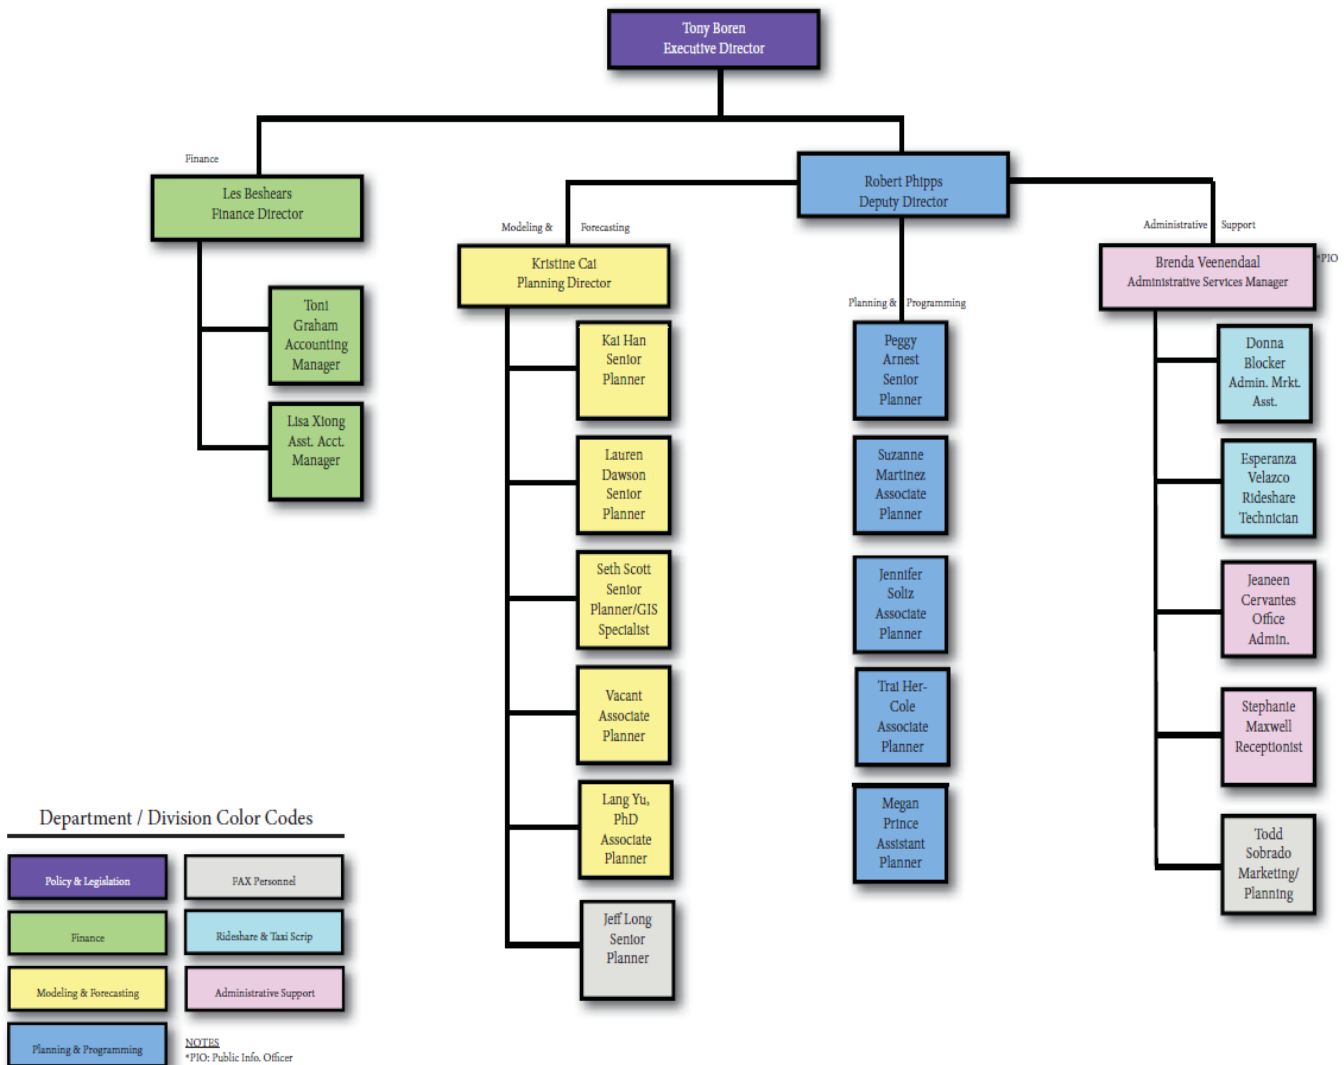 Tony Boren
Executive Director
Finance
Les Beshears
Finance Director
Toni
Graham
Accounting
Manager
Lisa Xiong
Asst. Acct.
Manager
Robert Phipps
Deputy Director
Modeling & Forecasting
Kristine Cai
Planning Director
Kai Han
Senior
Planner
Lauren
Dawson
Senior
Planner
Seth Scott
Senior
Planner/GIS
Specialist
Vacant
Associate
Planner
Lang Yu,
PhD
Associate
Planner
Jeff Long
Senior
Planner
Planning & Programming
Peggy
Arnest
Senior
Planner
Suzanne
Martinez
Associate
Planner
Jennifer
Soliz
Associate
Planner
Trai Her-
Cole
Associate
Planner
Megan
Prince
Assistant
Planner
Administrative Support
Brenda Veenendaal
Administrative Services Manager
*PIO
Donna
Blocker
Admin. Mrkt.
Asst.
Esperanza
Velazco
Rideshare
Technician
Jeaneen
Cervantes
Office
Admin.
Stephanie
Maxwell
Receptionist
Todd
Sobrado
Marketing/
Planning
Department / Division Color Codes
Policy & Legislation
FAX Personnel
Finance
Rideshare & Taxi Scrip
Modeling & Forecasting
Administrative Support
Planning & Programming
NOTES
*PIO: Public Info. Officer